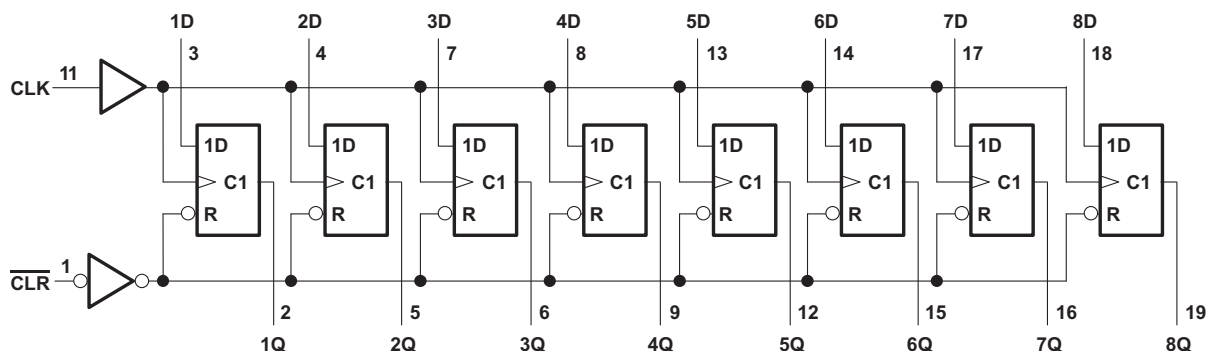 1D 2D 3D 4D 5D 6D 7D 8D
3 4 7 8 13 14 17 18
CLK 11
1D 1D 1D 1D 1D 1D 1D 1D
C1 C1 C1 C1 C1 C1 C1 C1
R R R R R R R R
CLR 1
2 5 6 9 12 15 16 19
1Q 2Q 3Q 4Q 5Q 6Q 7Q 8Q